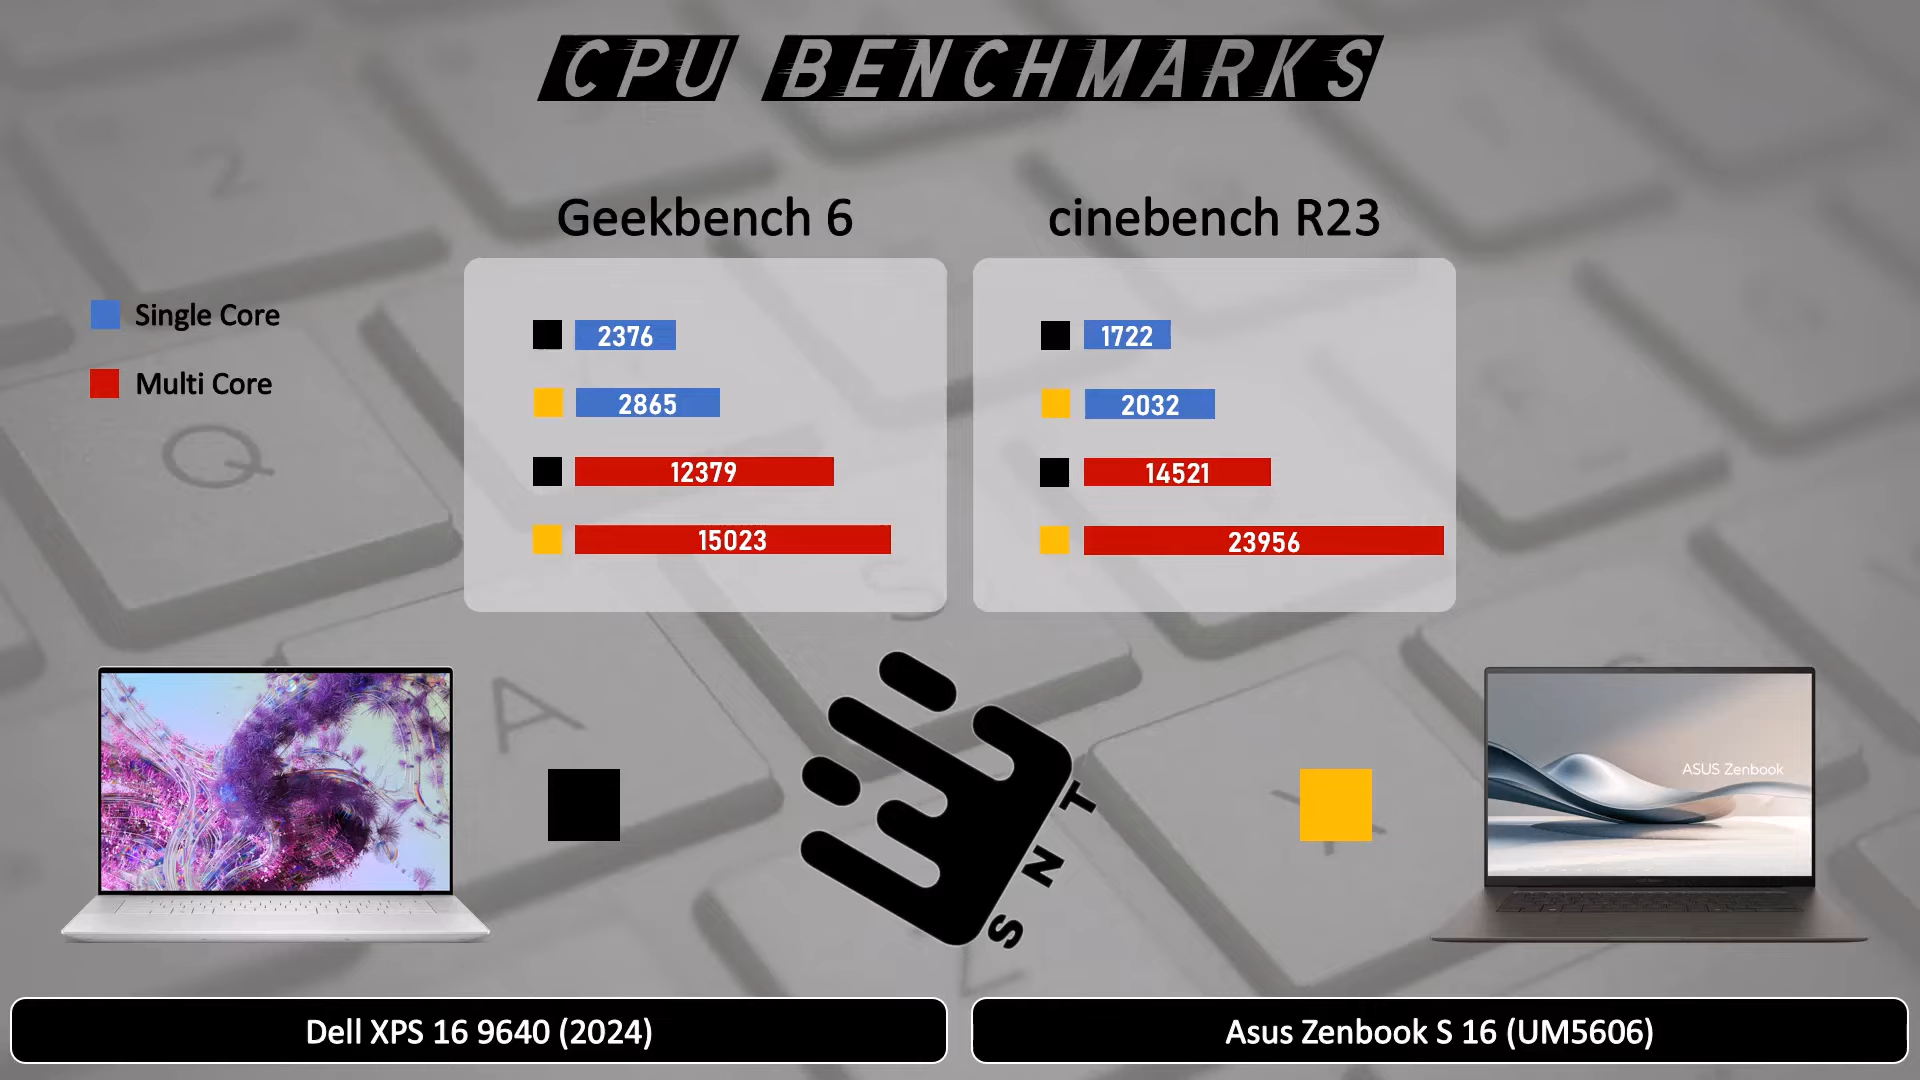 CPU BENCHMARKS
Geekbench 6
cinebench R23
Single Core
Multi Core
2376
2865
12379
15023
1722
2032
14521
23956
2
Q
A
S
ASUS Zenbook
SNT
Dell XPS 16 9640 (2024)
Asus Zenbook S 16 (UM5606)